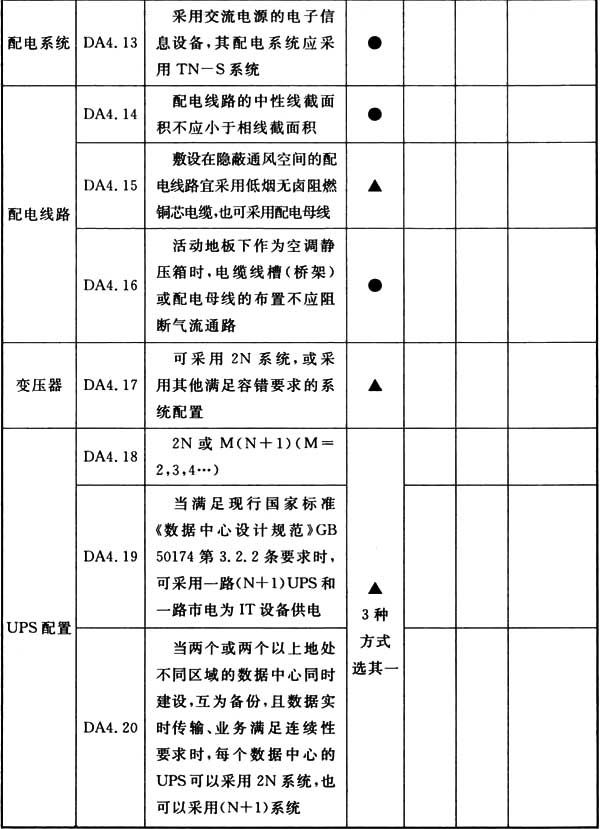 配电系统
DA4.13
采用交流电源的电子信
息设备,其配电系统应采
用 TN-S 系统
●
配电线路
DA4.14
配电线路的中性线截面
积不应小于相线截面积
●
DA4.15
敷设在隐蔽通风空间的配
电线路宜采用低烟无卤阻燃
铜芯电缆,也可采用配电母线
▲
DA4.16
活动地板下作为空调静
压箱时,电缆线槽(桥架)
或配电母线的布置不应阻
断气流通路
●
变压器
DA4.17
可采用 2N 系统,或采
用其他满足容错要求的系
统配置
▲
UPS 配置
DA4.18
2N 或 M(N+1)(M=
2,3,4…)
DA4.19
当满足现行国家标准
《数据中心设计规范》GB
50174 第 3.2.2 条要求时,
可采用一路(N+1)UPS 和
一路市电为 IT 设备供电
▲
3 种
方式
选其一
DA4.20
当两个或两个以上地处
不同区域的数据中心同时
建设,互为备份,且数据实
时传输、业务满足连续性
要求时,每个数据中心的
UPS 可以采用 2N 系统,也
可以采用(N+1)系统